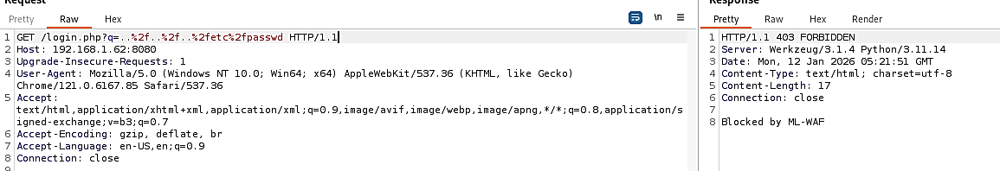 Request
Response
Pretty Raw Hex
\n
Pretty Raw Hex Render
1 GET /login.php?q=..%2f..%2f..%2fetc%2fpasswd HTTP/1.1
2 Host: 192.168.1.62:8080
3 Upgrade-Insecure-Requests: 1
4 User-Agent: Mozilla/5.0 (Windows NT 10.0; Win64; x64) AppleWebKit/537.36 (KHTML, like Gecko)
Chrome/121.0.6167.85 Safari/537.36
5 Accept:
text/html,application/xhtml+xml,application/xml;q=0.9,image/avif,image/webp,image/apng,*/*;q=0.8,application/s
igned-exchange;v=b3;q=0.7
6 Accept-Encoding: gzip, deflate, br
7 Accept-Language: en-US,en;q=0.9
8 Connection: close
9
1 HTTP/1.1 403 FORBIDDEN
2 Server: Werkzeug/3.1.4 Python/3.11.14
3 Date: Mon, 12 Jan 2026 05:21:51 GMT
4 Content-Type: text/html; charset=utf-8
5 Content-Length: 17
6 Connection: close
7
8 Blocked by ML-WAF